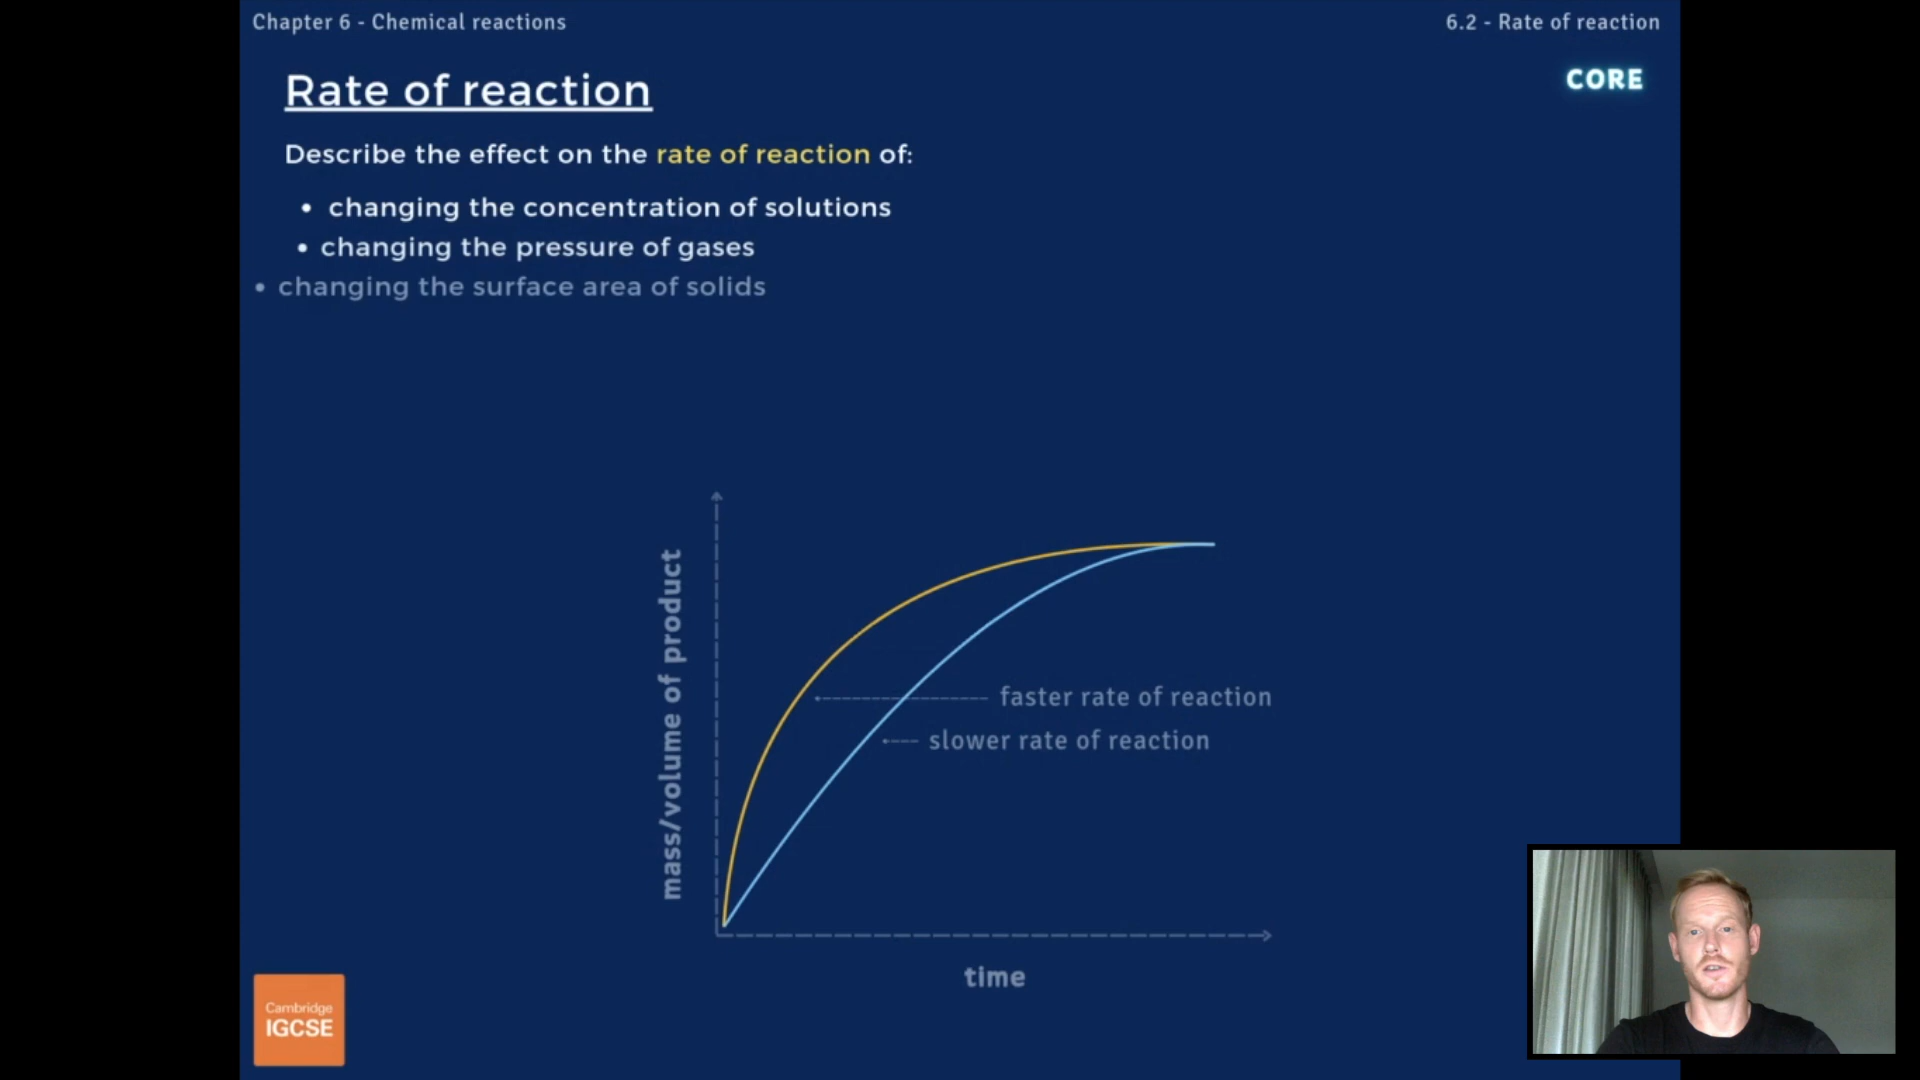 Chapter 6 - Chemical reactions
6.2 - Rate of reaction
Rate of reaction
CORE
Describe the effect on the rate of reaction of:
• changing the concentration of solutions
• changing the pressure of gases
• changing the surface area of solids
mass/volume of product
faster rate of reaction
slower rate of reaction
time
Cambridge
IGCSE